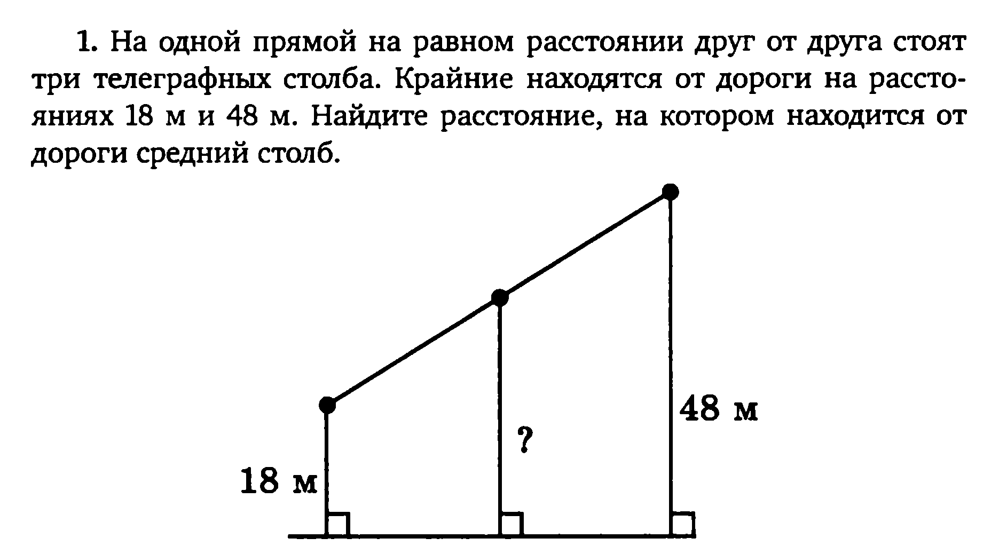 1. На одной прямой на равном расстоянии друг от друга стоят
три телеграфных столба. Крайние находятся от дороги на рассто-
яниях 18 м и 48 м. Найдите расстояние, на котором находится от
дороги средний столб.
48 м
?
18 м